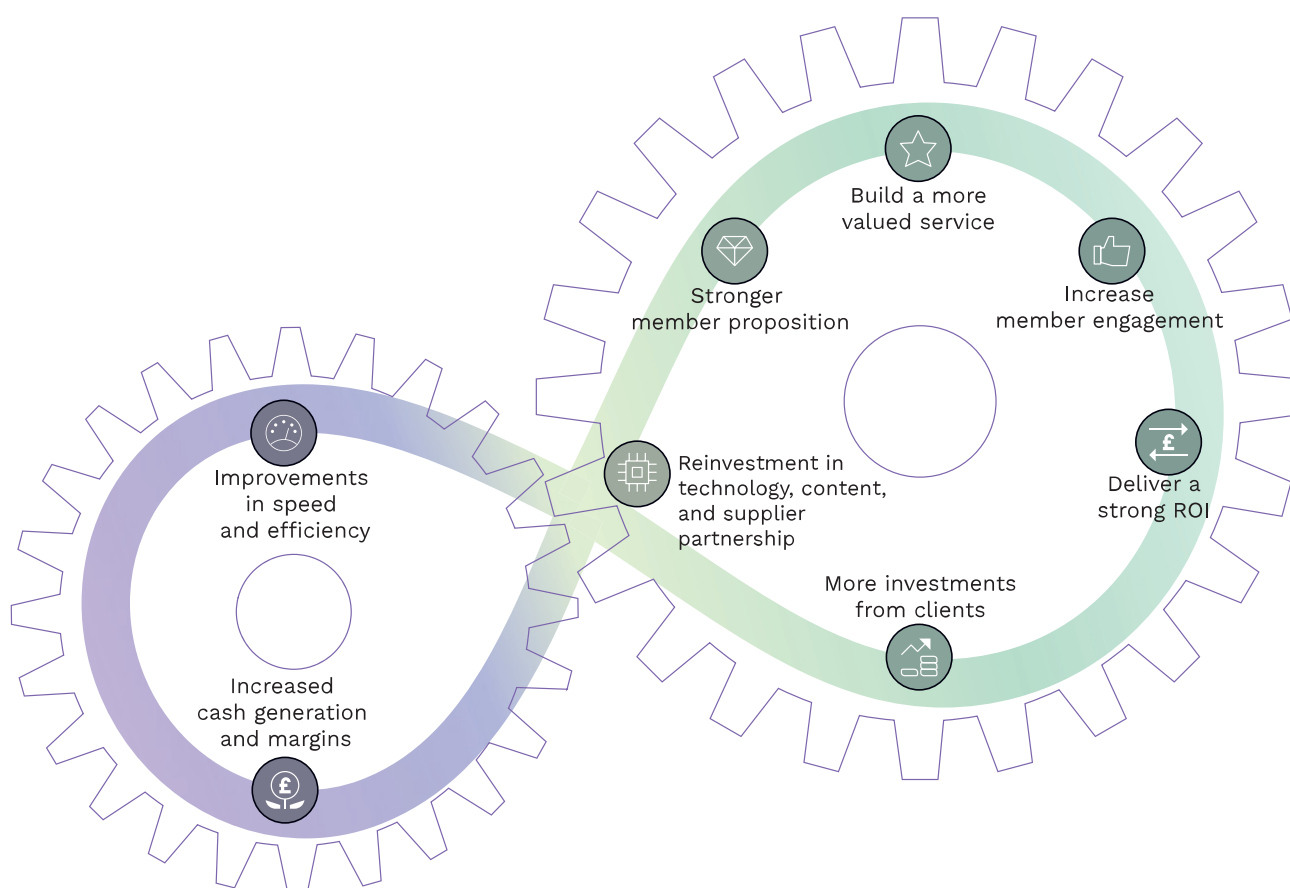 Build a more
valued service
Stronger
member proposition
Increase
member engagement
£
Deliver a
strong ROI
Reinvestment in
technology, content,
and supplier
partnership
More investments
from clients
Improvements
in speed
and efficiency
Increased
cash generation
and margins
£